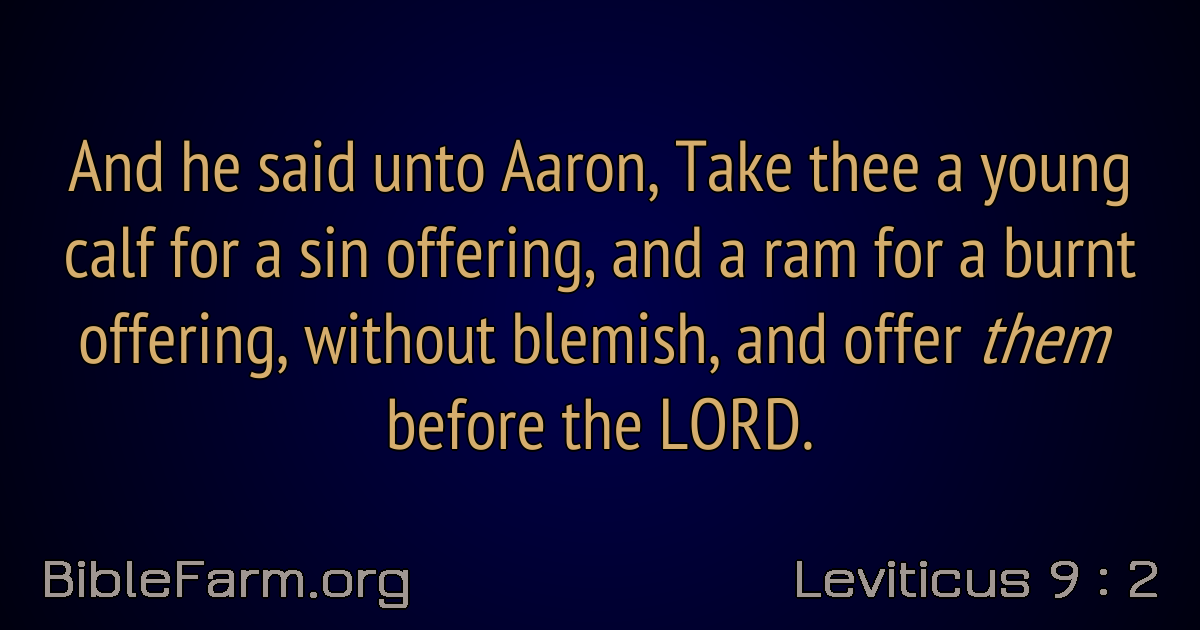 And he said unto Aaron, Take thee a young
calf for a sin offering, and a ram for a burnt
offering, without blemish, and offer them
before the LORD.
BibleFarm.org
Leviticus 9 : 2